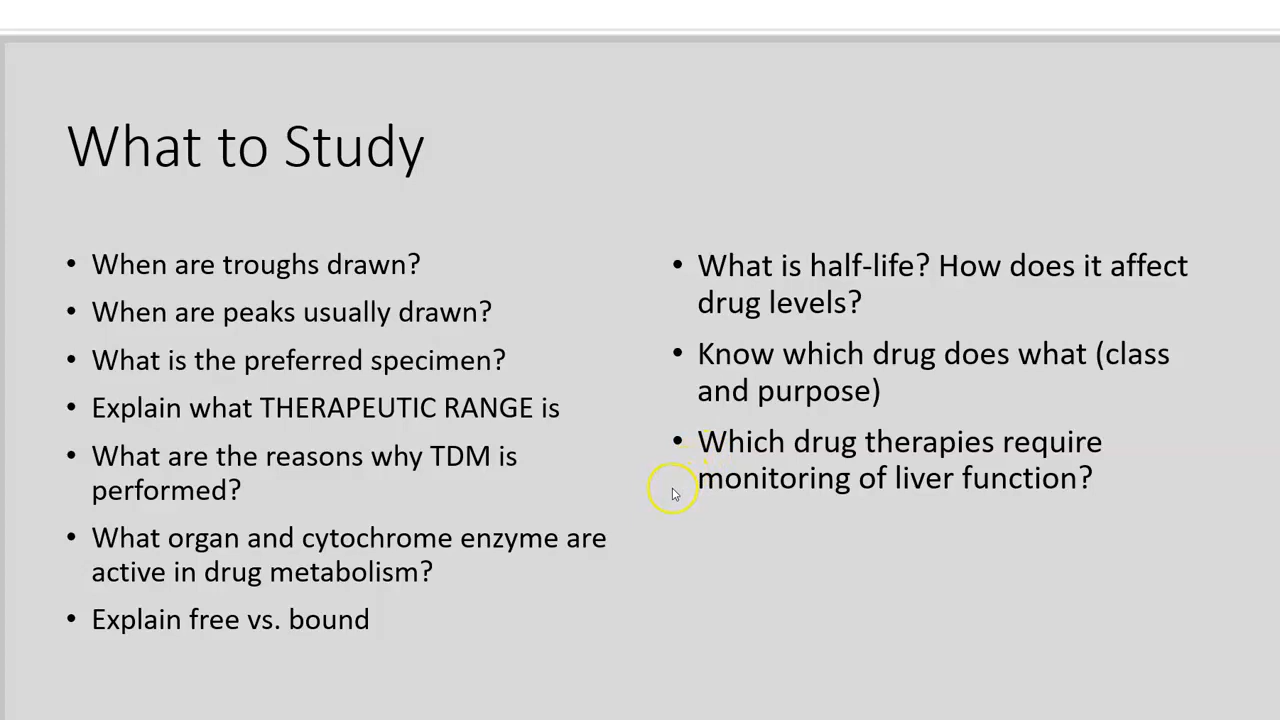 What to Study
• When are troughs drawn?
• When are peaks usually drawn?
• What is the preferred specimen?
• Explain what THERAPEUTIC RANGE is
• What are the reasons why TDM is
performed?
• What organ and cytochrome enzyme are
active in drug metabolism?
• Explain free vs. bound
• What is half-life? How does it affect
drug levels?
• Know which drug does what (class
and purpose)
• Which drug therapies require
monitoring of liver function?